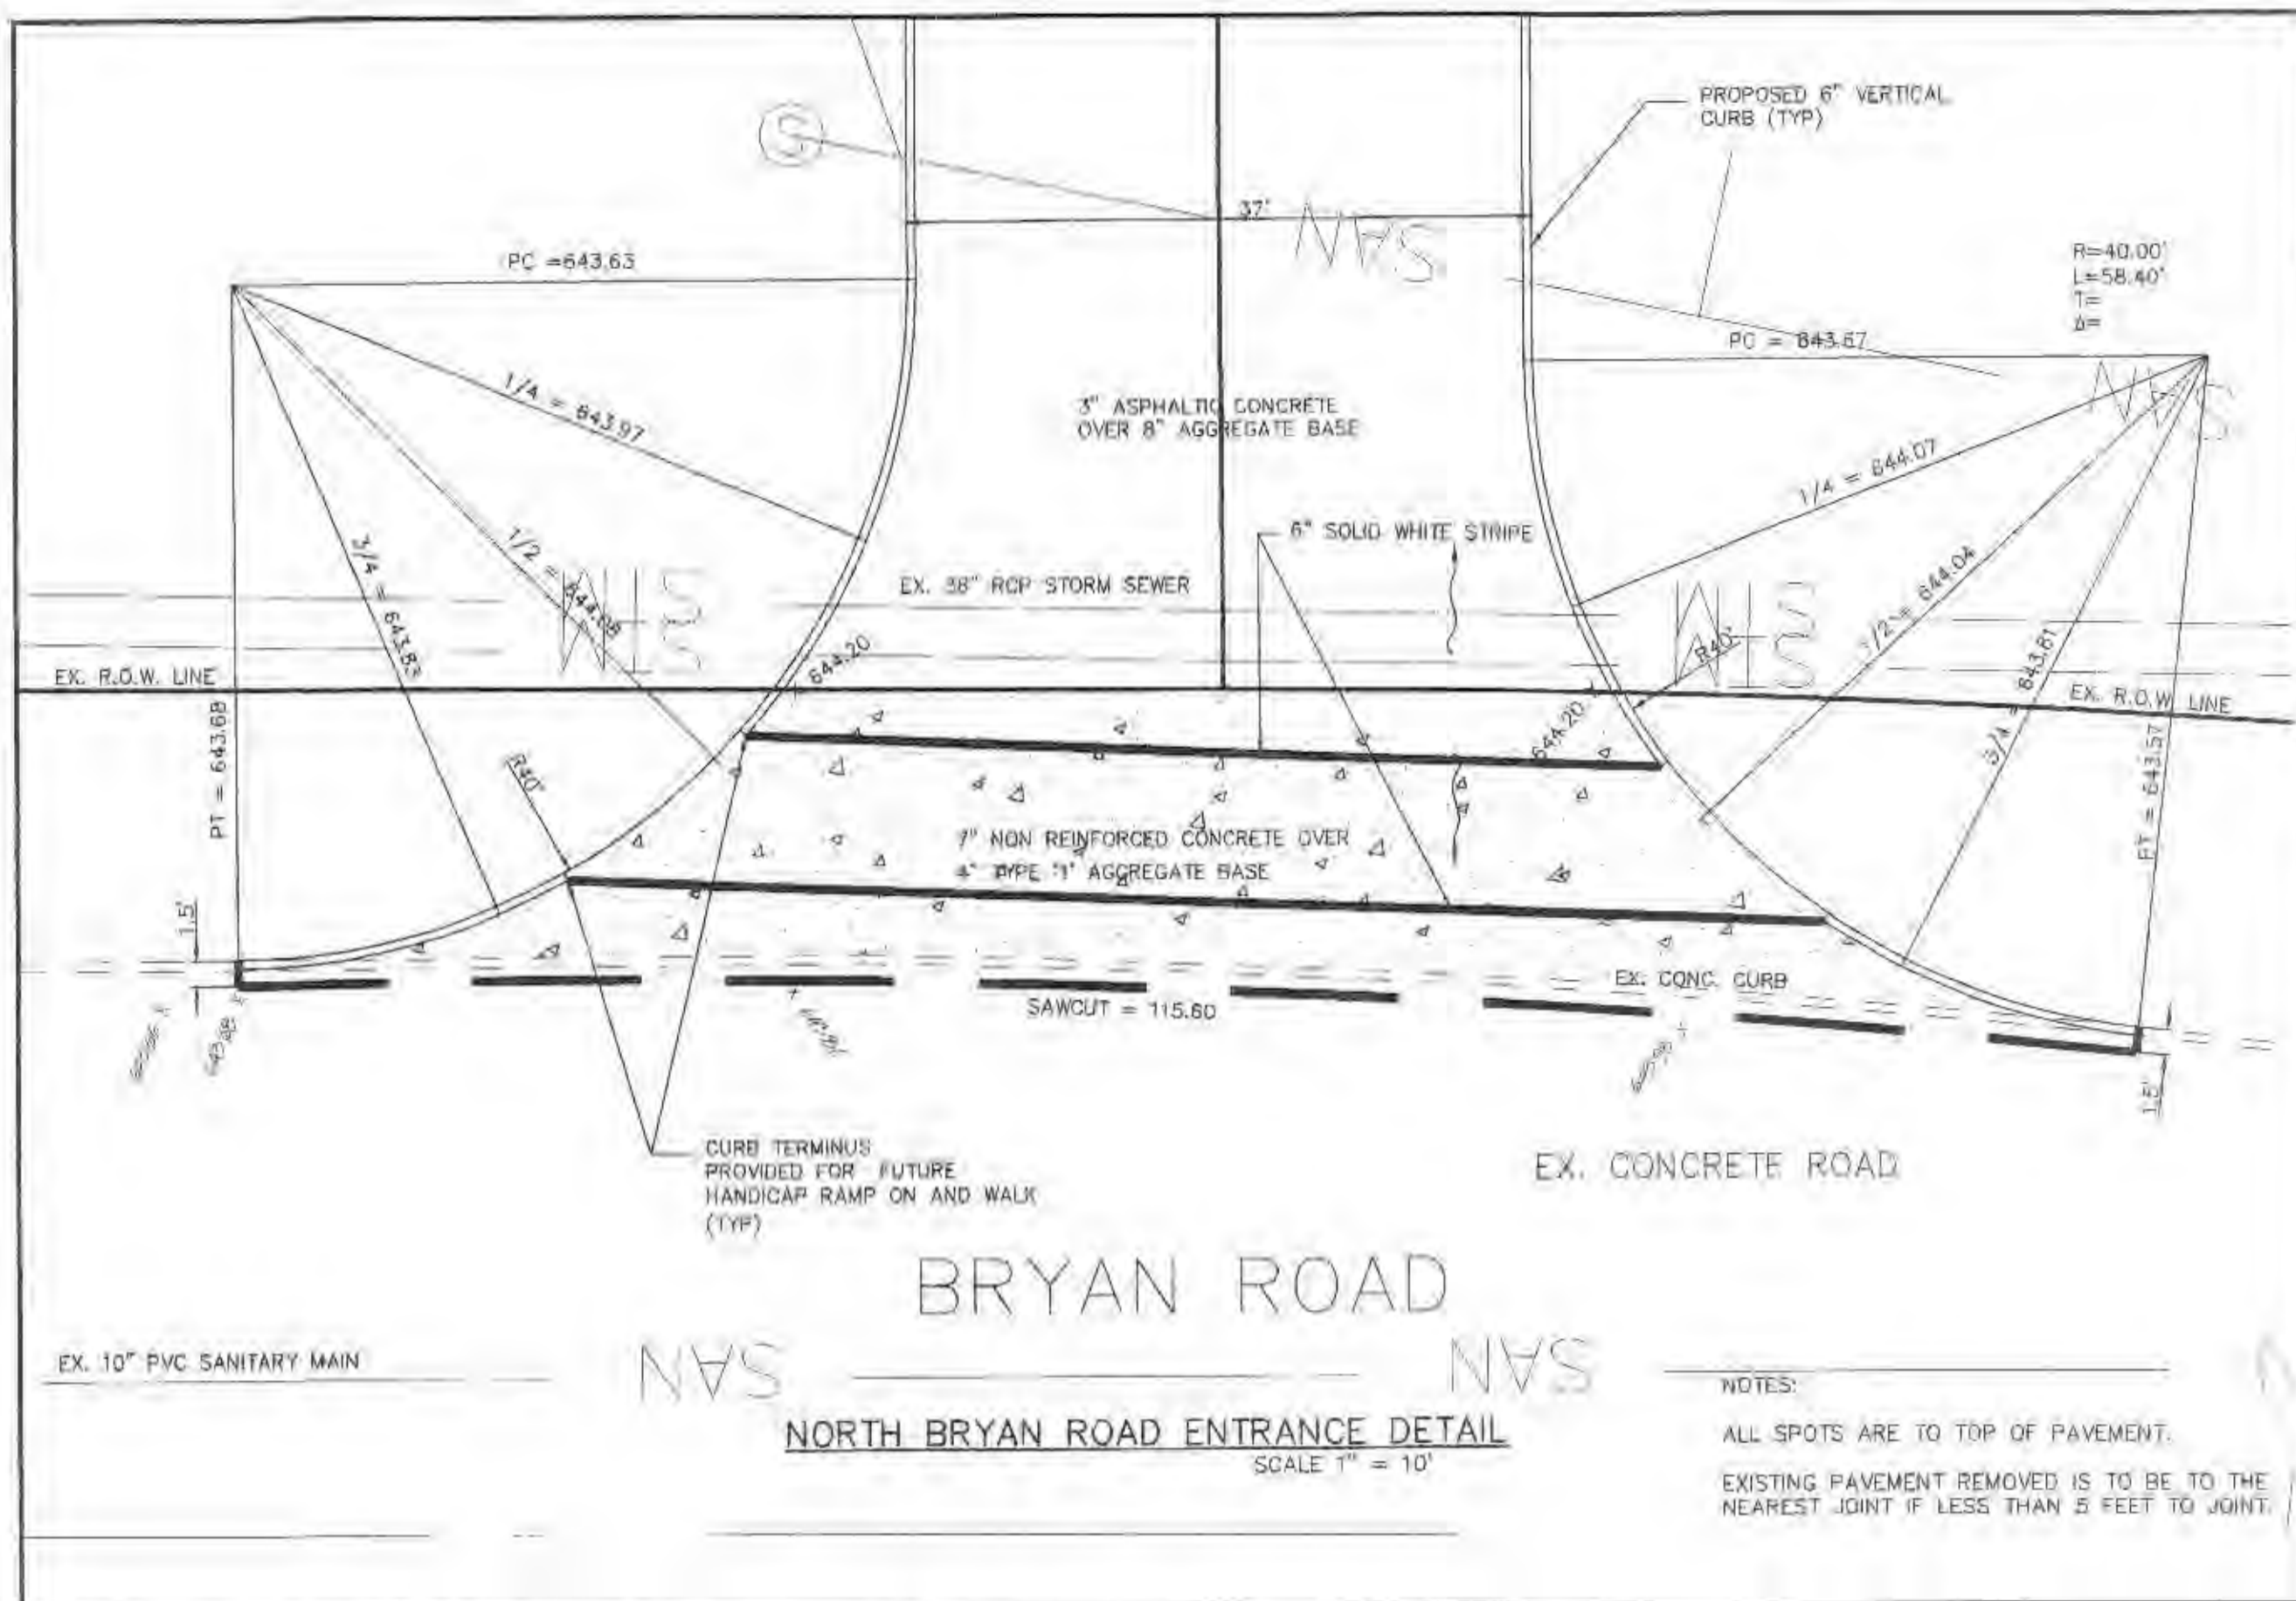 PROPOSED 6" VERTICAL
CURB (TYP)
S
37'
SAN
PC =643.63
R=40.00'
L=58.40'
T=
Δ=
PC = 643.67
SAN
1/4 = 643.97
3" ASPHALTIC CONCRETE
OVER 8" AGGREGATE BASE
1/4 = 644.07
6" SOLID WHITE STRIPE
1/2 = 644.08
3/4 = 643.83
EX. 38" RCP STORM SEWER
STM
STM
1/2 = 644.04
R40'
3/4 = 643.81
644.20
EX. R.O.W. LINE
EX. R.O.W. LINE
PT = 643.68
644.20
PT = 643.57
R40'
7" NON REINFORCED CONCRETE OVER
4" TYPE "1" AGGREGATE BASE
1.5'
EX. CONC. CURB
SAWCUT = 115.60
1.5'
CURB TERMINUS
PROVIDED FOR FUTURE
HANDICAP RAMP ON AND WALK
(TYP)
EX. CONCRETE ROAD
BRYAN ROAD
EX. 10" PVC SANITARY MAIN
SAN
SAN
NORTH BRYAN ROAD ENTRANCE DETAIL
SCALE 1" = 10'
NOTES:
ALL SPOTS ARE TO TOP OF PAVEMENT.
EXISTING PAVEMENT REMOVED IS TO BE TO THE
NEAREST JOINT IF LESS THAN 5 FEET TO JOINT.